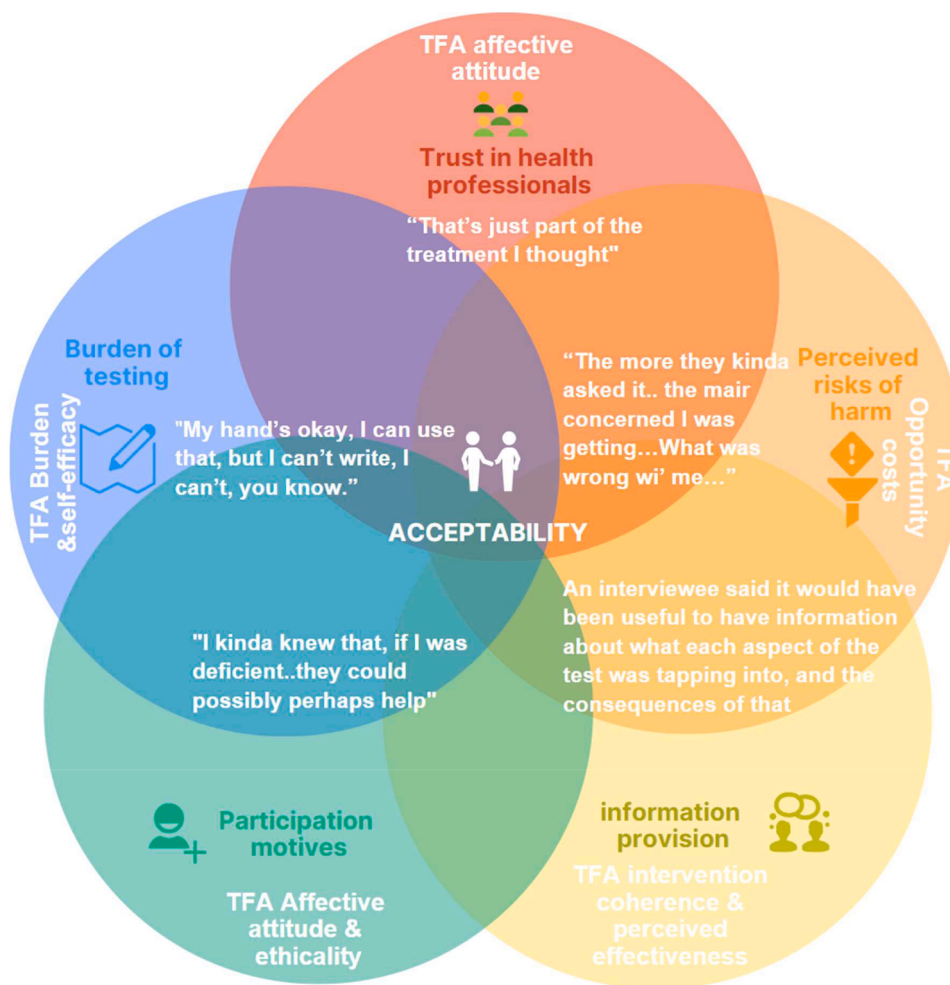 TFA affective
attitude
Trust in health
professionals
“That’s just part of the
treatment I thought"
Burden of
testing
TFA Burden
&self-efficacy
"My hand’s okay, I can use
that, but I can’t write, I
can’t, you know.”
“The more they kinda
asked it.. the mair
concerned I was
getting...What was
wrong wi’ me...”
Perceived
risks of
harm
TFA
Opportunity
costs
ACCEPTABILITY
"I kinda knew that, if I was
deficient..they could
possibly perhaps help"
An interviewee said it would have
been useful to have information
about what each aspect of the
test was tapping into, and the
consequences of that
Participation
motives
TFA Affective
attitude &
ethicality
information
provision
TFA intervention
coherence &
perceived
effectiveness